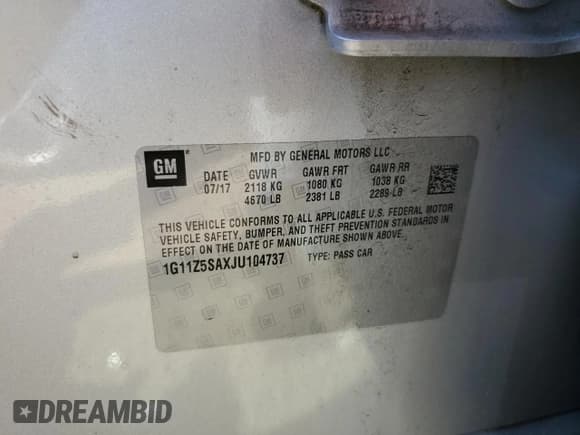 MFD BY GENERAL MOTORS LLC
GM
DATE GVWR GAWR FRT GAWR RR
07/17 2118 KG 1080 KG 1038 KG
4670 LB 2381 LB 2289 LB
THIS VEHICLE CONFORMS TO ALL APPLICABLE U.S. FEDERAL MOTOR
VEHICLE SAFETY, BUMPER, AND THEFT PREVENTION STANDARDS IN
EFFECT ON THE DATE OF MANUFACTURE SHOWN ABOVE.
1G11Z5SAXJU104737 TYPE: PASS CAR
DREAMBID